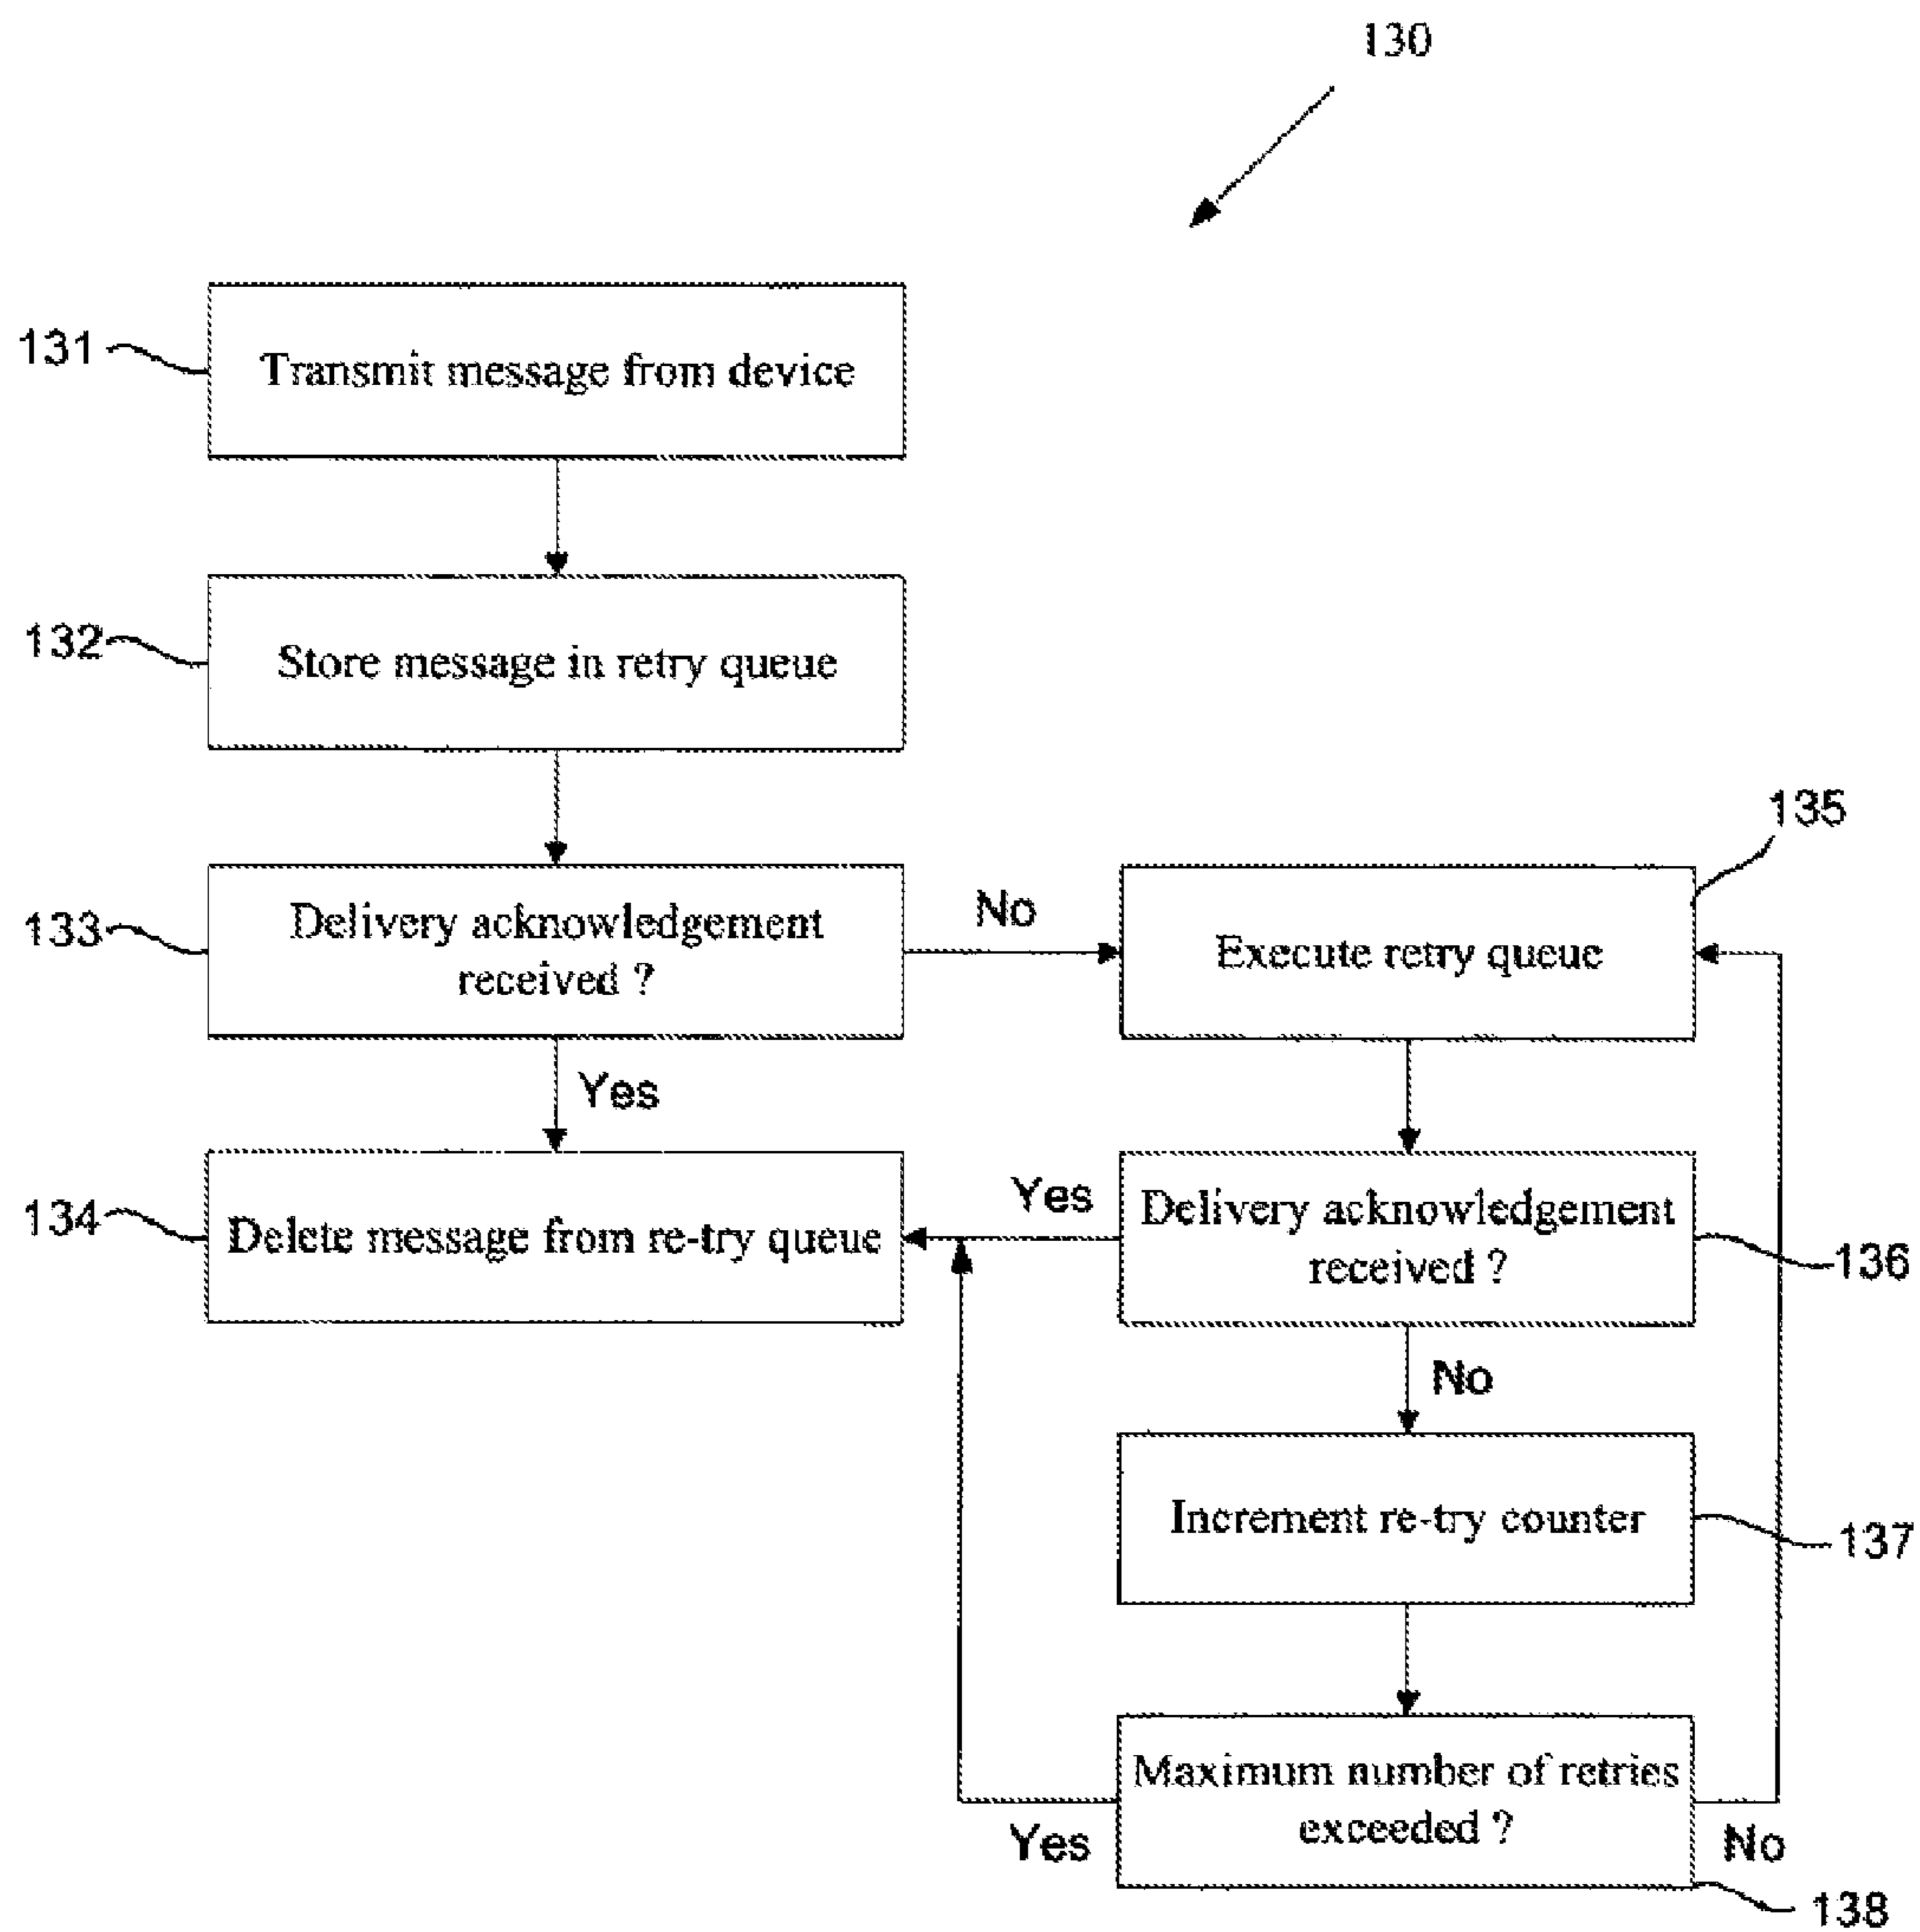 130
131
Transmit message from device
132
Store message in retry queue
133
Delivery acknowledgement
received ?
No
135
Execute retry queue
Yes
134
Delete message from re-try queue
Yes
Delivery acknowledgement
received ?
136
No
Increment re-try counter
137
Maximum number of retries
exceeded ?
Yes
No
138